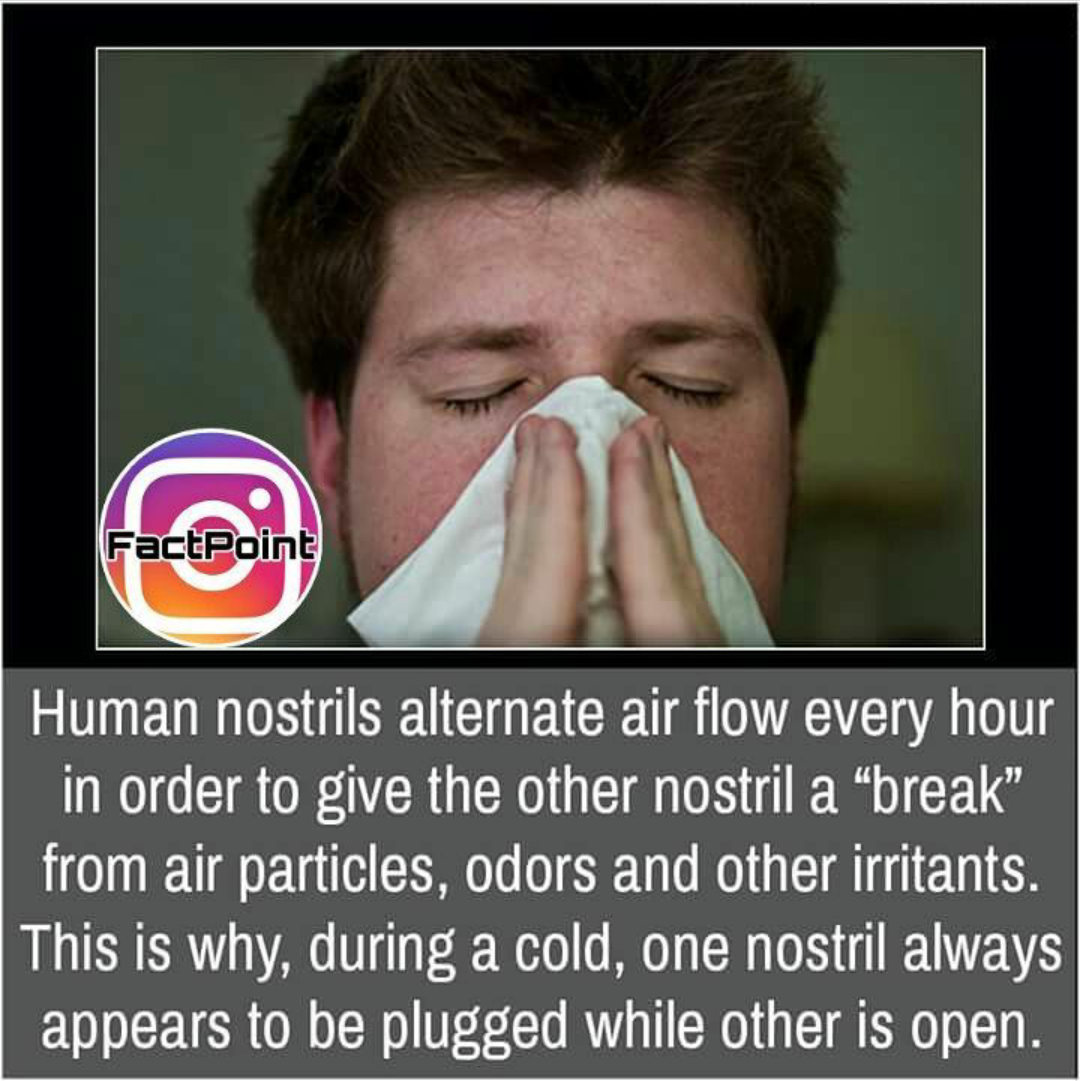 FactPoint
Human nostrils alternate air flow every hour
in order to give the other nostril a “break”
from air particles, odors and other irritants.
This is why, during a cold, one nostril always
appears to be plugged while other is open.